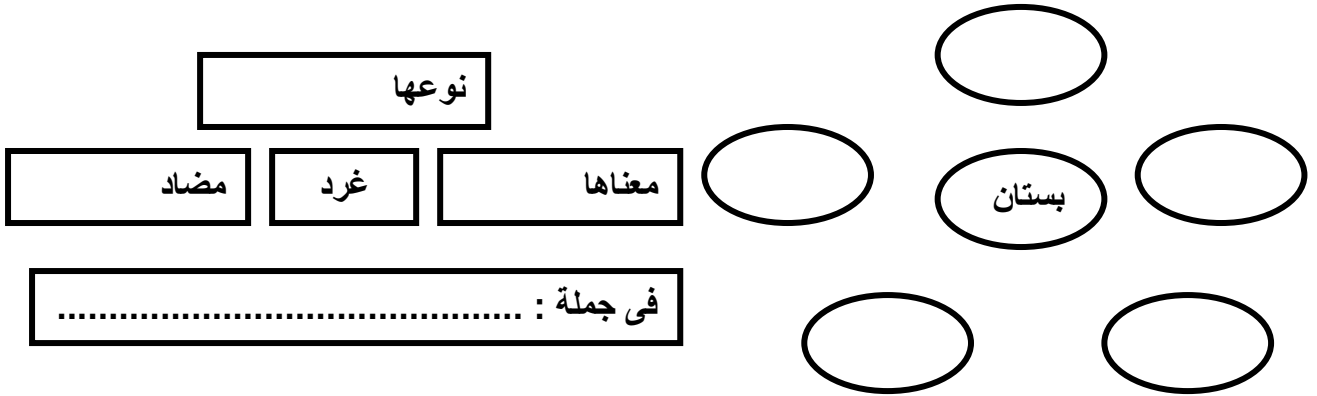 نوعها
بستان
معناها
غرد
مضاد
فى جملة : .............................................